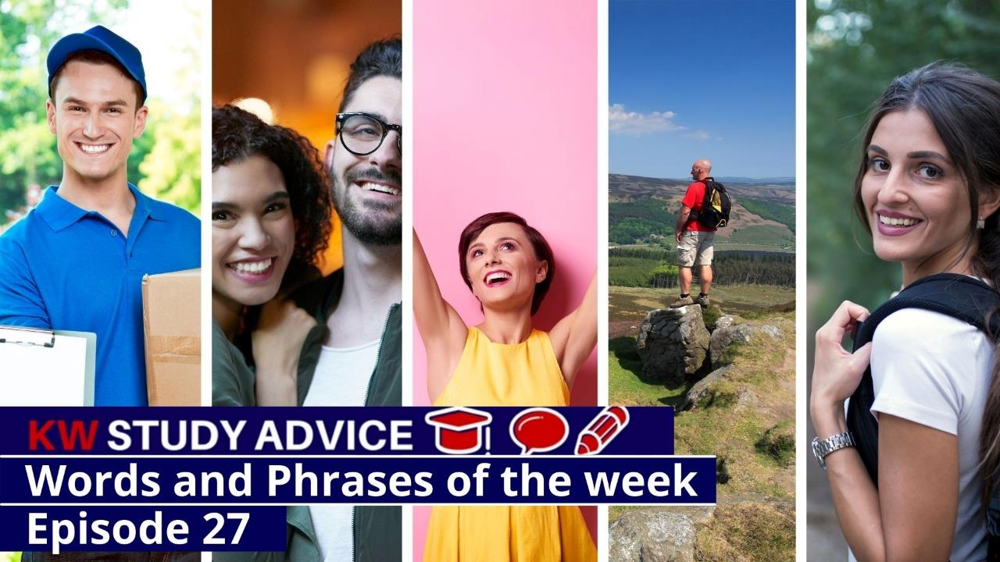 KW STUDY ADVICE
Words and Phrases of the week
Episode 27